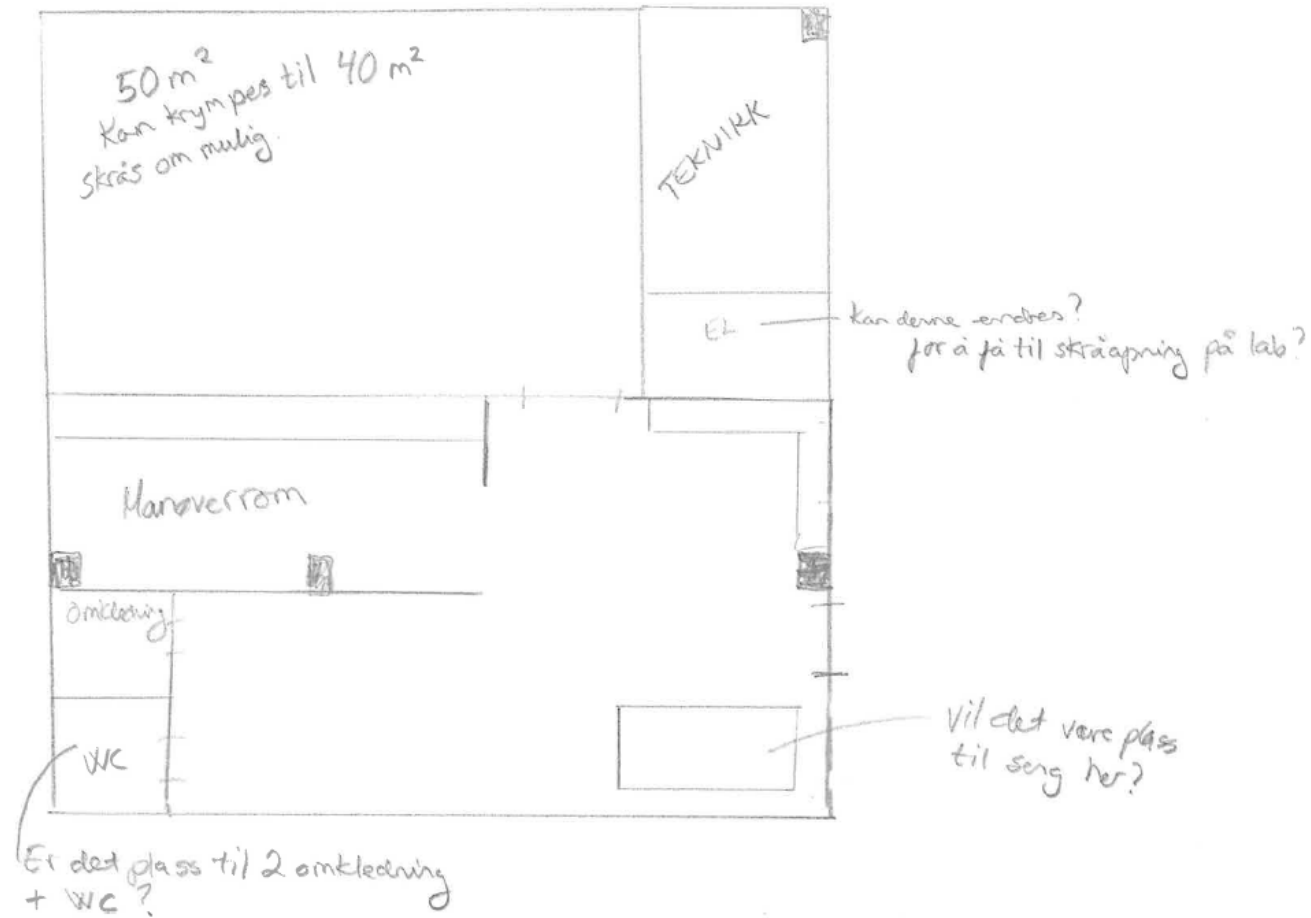 50 m²
Kan krympes til 40 m²
skrås om mulig.
TEKNIKK
EL
Kan denne endres?
for å få til skråapning på lab?
Manøverrom
Omkledning
WC
Vil det være plass
til seng her?
Er det plass til 2 omkledning
+ WC?